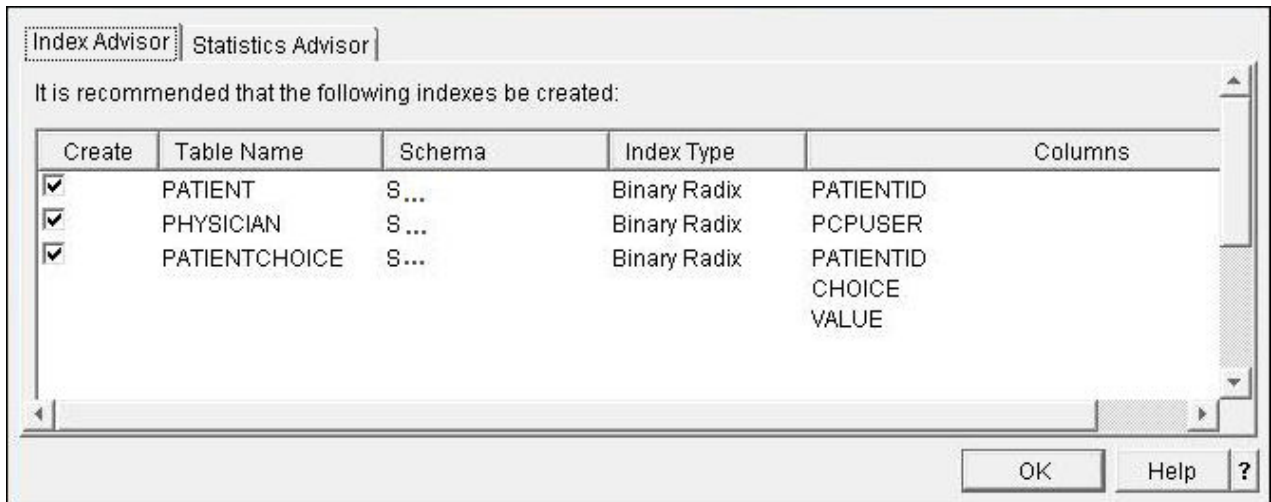 Index Advisor Statistics Advisor
It is recommended that the following indexes be created:
Create Table Name Schema Index Type Columns
PATIENT S... Binary Radix PATIENTID
PHYSICIAN S... Binary Radix PCPUSER
PATIENTCHOICE S... Binary Radix PATIENTID
CHOICE
VALUE
OK Help ?